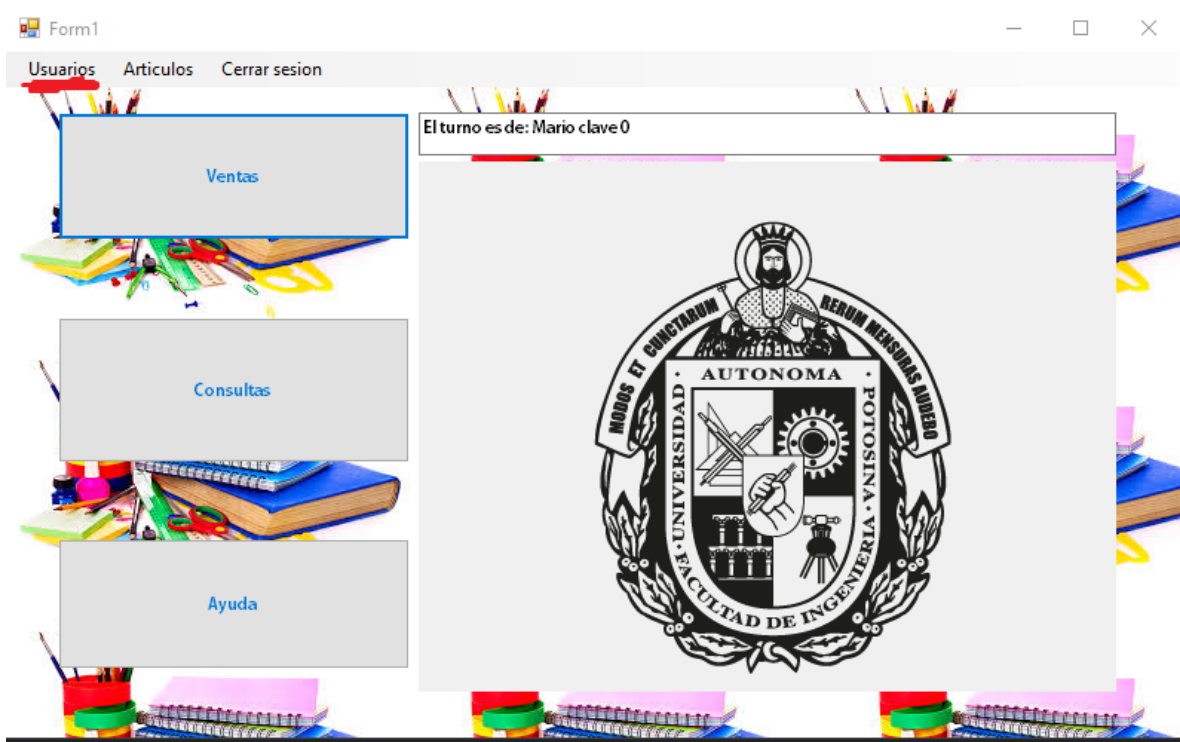 Form1
Usuarios Articulos Cerrar sesion
El turno es de: Mario clave 0
Ventas
Consultas
Ayuda
MODOS ET CUNCTARUM RERUM MENSURAS AUDEBO
· UNIVERSIDAD · AUTONOMA · POTOSINA ·
FACULTAD DE INGENIERIA